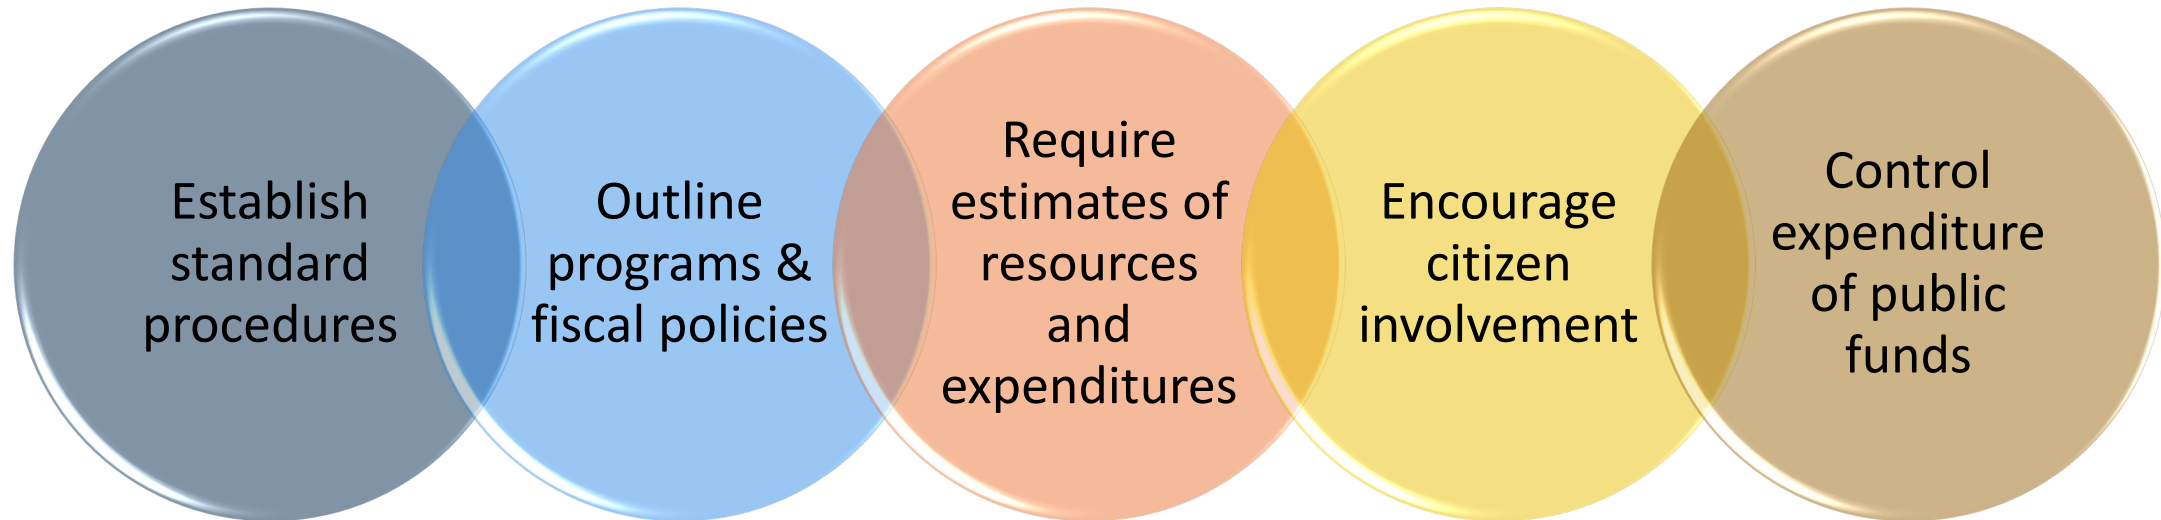 Establish
standard
procedures
Outline
programs &
fiscal policies
Require
estimates of
resources
and
expenditures
Encourage
citizen
involvement
Control
expenditure
of public
funds